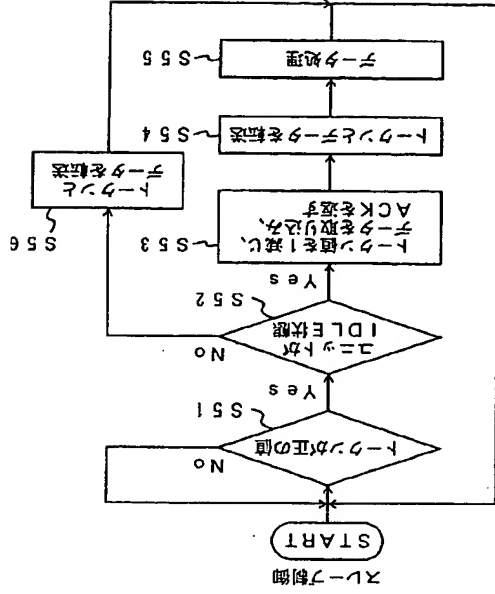 スレーブ制御
START
トークンが正の値
S51
No
Yes
ユニットが
IDLE状態
S52
No
Yes
トークン値を1減じ、
データを取り込み、
ACKを返す
S53
トークンとデータを転送
S54
データ処理
S55
トークンと
データを転送
S56